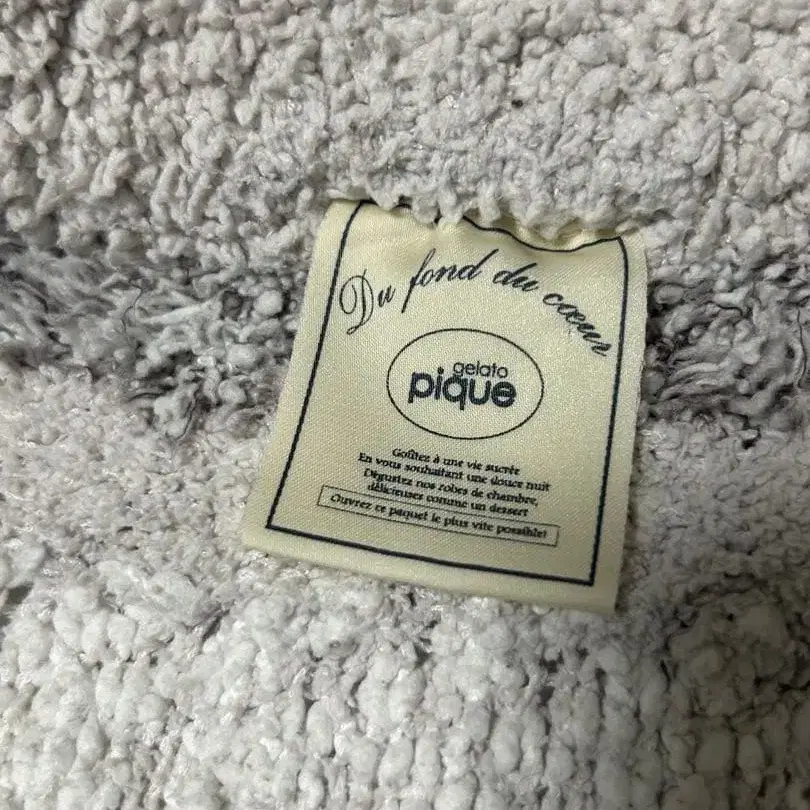 Du fond du cœur
gelato
pique
Goûtez à une vie sucrée
En vous souhaitant une douce nuit
Dégustez nos robes de chambre,
délicieuses comme un dessert
Ouvrez ce paquet le plus vite possible!